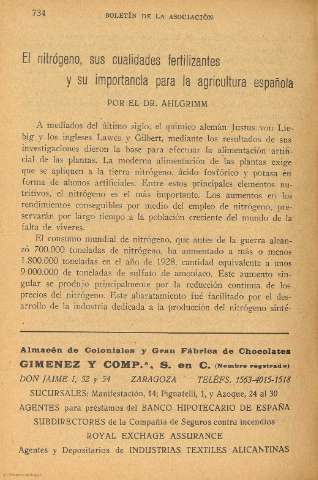 734
BOLETÍN DE LA ASOCIACIÓN
El nitrógeno, sus cualidades fertilizantes
y su importancia para la agricultura española
POR EL DR. AHLGRIMM
A mediados del último siglo, el químico alemán Justus von Lie-
big y los ingleses Lawes y Gilbert, mediante los resultados de sus
investigaciones dieron la base para efectuar la alimentación artifi-
cial de las plantas. La moderna alimentación de las plantas exige
que se apliquen a la tierra nitrógeno, ácido fosfórico y potasa en
forma de abonos artificiales. Entre estos principales elementos nu-
tritivos, el nitrógeno es el más importante. Los aumentos en los
rendimientos conseguibles por medio del empleo de nitrógeno, pre-
servarán por largo tiempo a la población creciente del mundo de la
falta de víveres.
El consumo mundial de nitrógeno, que antes de la guerra alcan-
zó 700.000 toneladas de nitrógeno, ha aumentado a más o menos
1.800.000 toneladas en el año de 1928, cantidad equivalente a unos
9.000.000 de toneladas de sulfato de amoníaco. Este aumento sin-
gular se produjo principalmente por la reducción continua de los
precios del nitrógeno. Este abaratamiento fué facilitado por el des-
arrollo de la industria dedicada a la producción del nitrógeno sinté-
Almacén de Coloniales y Gran Fábrica de Chocolates
GIMENEZ Y COMP.ª, S. en C. (Nombre registrado)
DON JAIME I, 52 y 54 ZARAGOZA TELÉFS. 1563-4015-1518
SUCURSALES: Manifestación, 14; Pignatelli, 1, y Azoque, 24 al 30
AGENTES para préstamos del BANCO HIPOTECARIO DE ESPAÑA
SUBDIRECTORES de la Compañía de Seguros contra incendios
ROYAL EXCHAGE ASSURANCE
Agentes y Depositarios de INDUSTRIAS TEXTILES ALICANTINAS